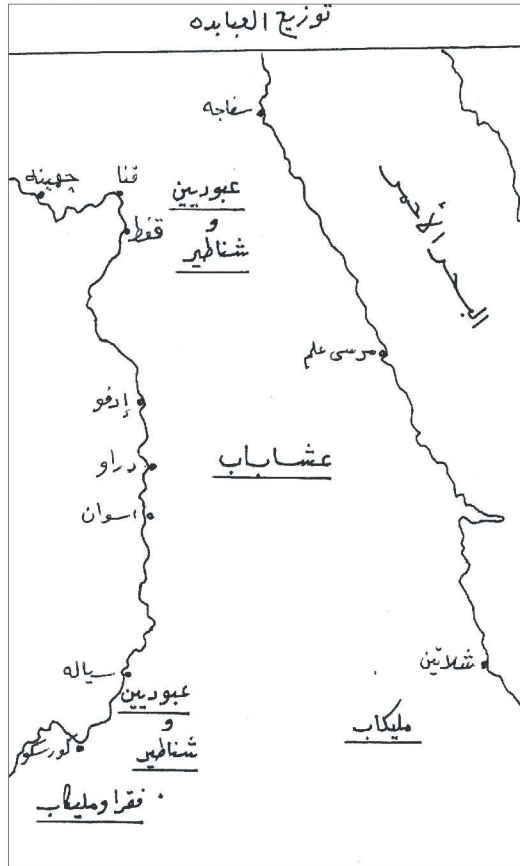 توزيع العبابده
سفاجه
جهينه
قنا
قفط
عبوديين
و
شناطير
البحر الأحمر
مرسى علم
إدفو
عشاباب
دراو
اسوان
شلاتين
سياله
عبوديين
و
شناطير
مليكاب
كورسكو
فقرا ومليكاب